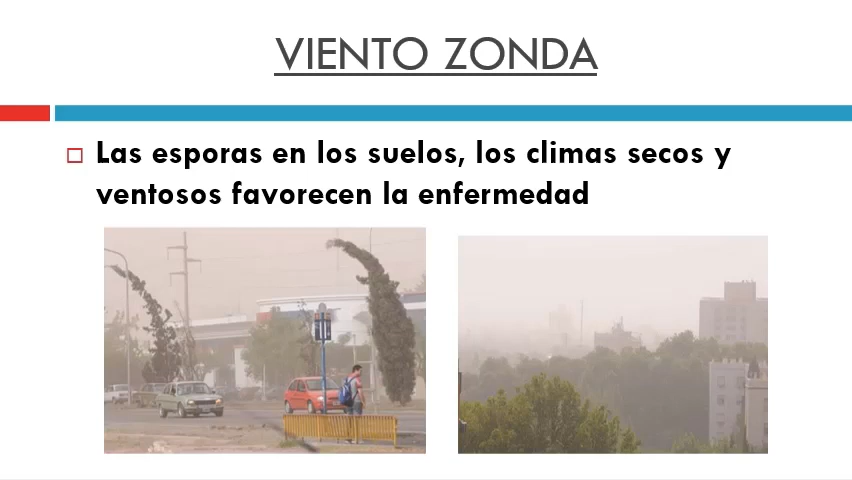 VIENTO ZONDA
Las esporas en los suelos, los climas secos y
ventosos favorecen la enfermedad